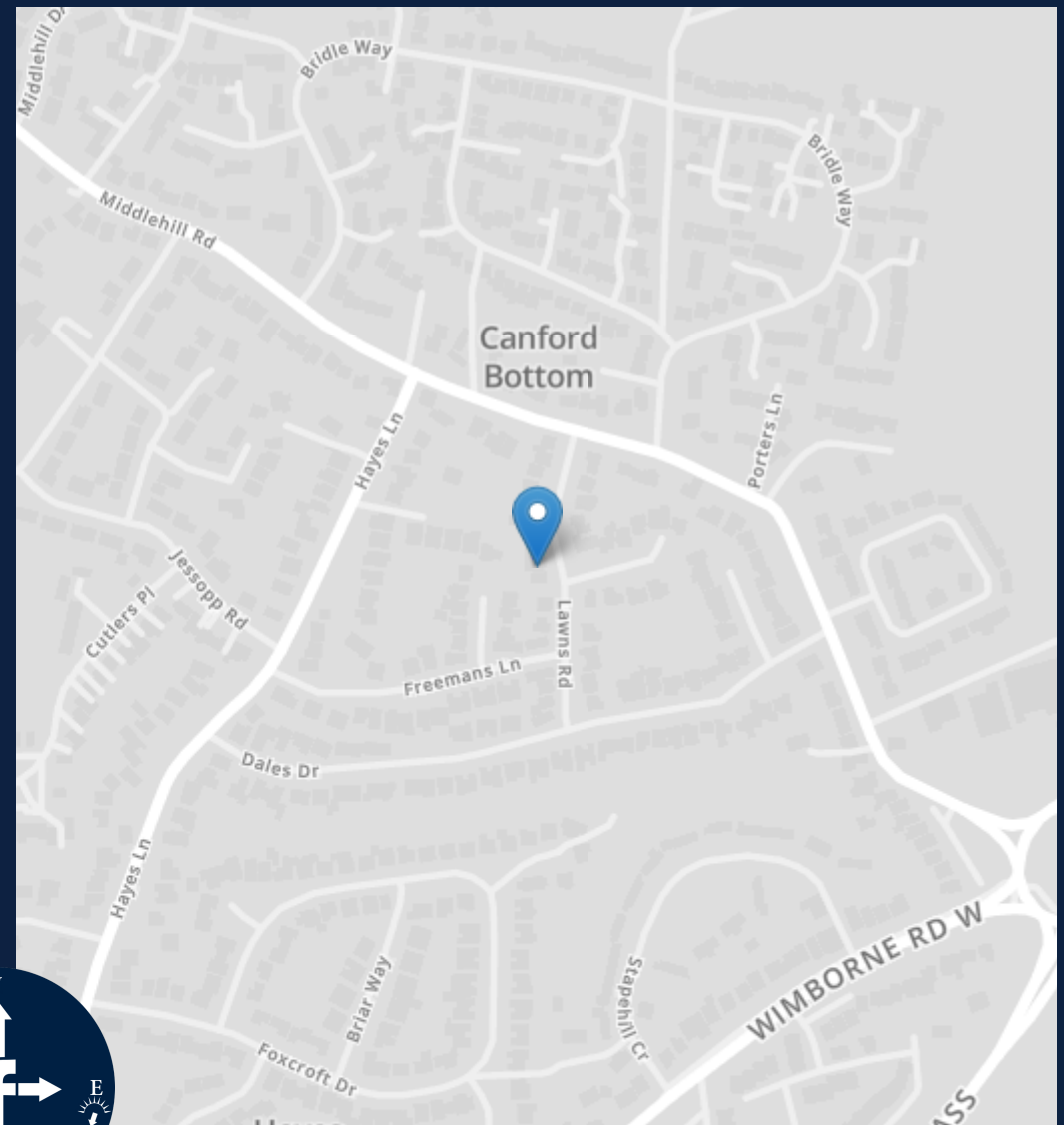 Middlehill D
Bridle Way
Bridle Way
Middlehill Rd
Canford
Bottom
Porters Ln
Hayes Ln
Jessopp Rd
Cutlers Pl
Lawns Rd
Freemans Ln
Dales Dr
Hayes Ln
WIMBORNE RD W
Briar Way
Stapehill Cr
Foxcroft Dr
E
ASS